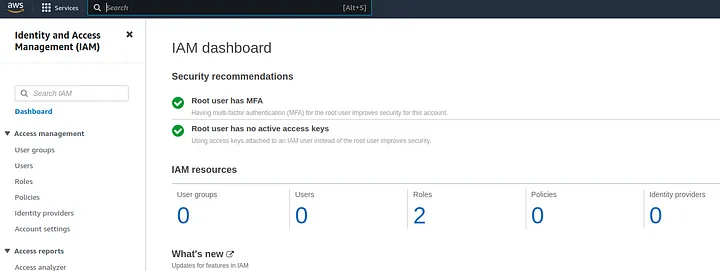 aws
Services
Search
[Alt+S]
Identity and Access
Management (IAM)
Search IAM
Dashboard
Access management
User groups
Users
Roles
Policies
Identity providers
Account settings
Access reports
Access analyzer
IAM dashboard
Security recommendations
Root user has MFA
Having multi-factor authentication (MFA) for the root user improves security for this account.
Root user has no active access keys
Using access keys attached to an IAM user instead of the root user improves security.
IAM resources
User groups
0
Users
0
Roles
2
Policies
0
Identity providers
0
What's new
Updates for features in IAM